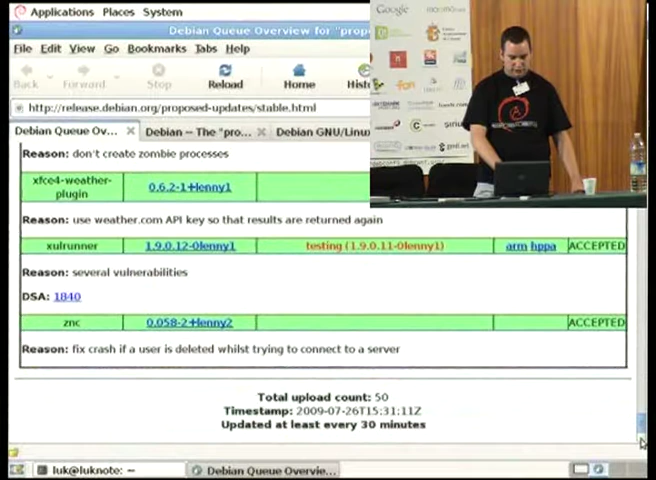 Applications Places System
Debian Queue Overview for "prop
File Edit View Go Bookmarks Tabs Help
Back Forward Stop Reload Home Hist
http://release.debian.org/proposed-updates/stable.html
Debian Queue Ov... Debian -- The "pro... Debian GNU/Linux
Reason: don't create zombie processes
xfce4-weather-
plugin 0.6.2-1+lenny1
Reason: use weather.com API key so that results are returned again
xulrunner 1.9.0.12-0lenny1 testing (1.9.0.11-0lenny1) arm hppa ACCEPTED
Reason: several vulnerabilities
DSA: 1840
znc 0.058-2+lenny2 ACCEPTED
Reason: fix crash if a user is deleted whilst trying to connect to a server
Total upload count: 50
Timestamp: 2009-07-26T15:31:11Z
Updated at least every 30 minutes
luk@luknote: ~ Debian Queue Overvie...
Google